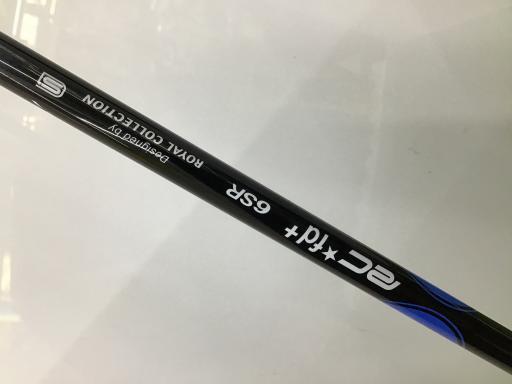 RC★fd+ 6SR
Designed by
ROYAL COLLECTION
S